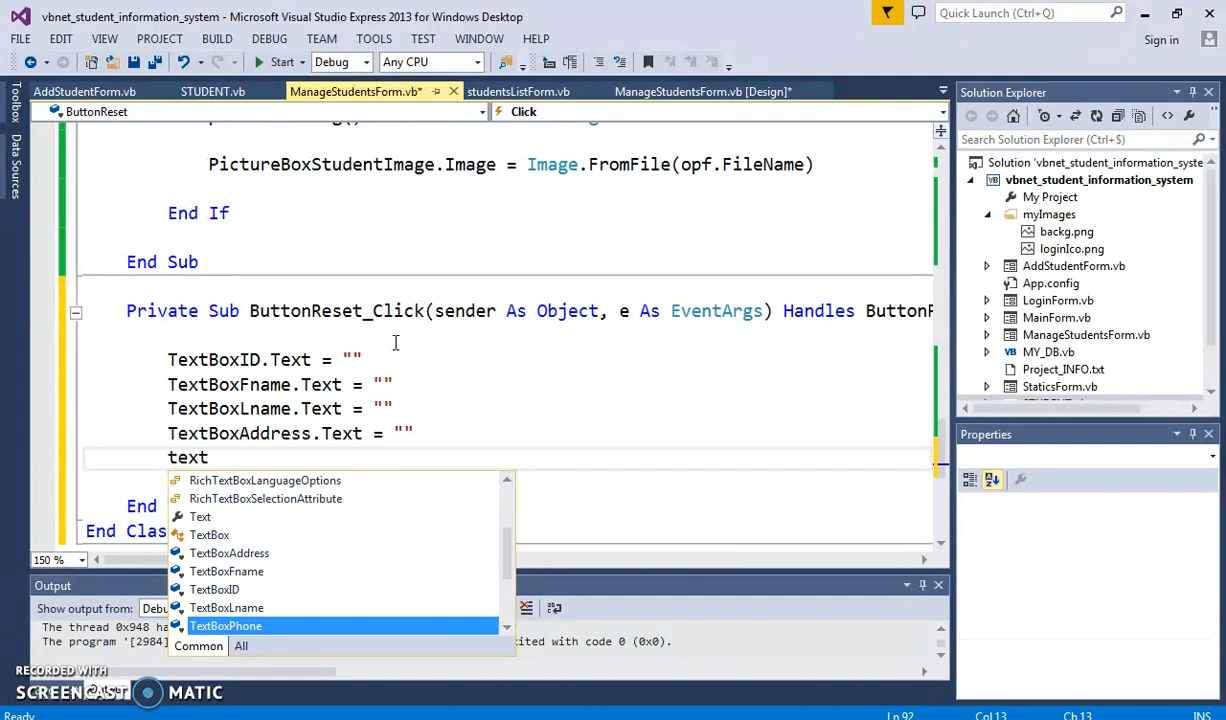 vbnet_student_information_system - Microsoft Visual Studio Express 2013 for Windows Desktop
Quick Launch (Ctrl+Q)
FILE EDIT VIEW PROJECT BUILD DEBUG TEAM TOOLS TEST WINDOW HELP
Sign in
Start Debug Any CPU
Toolbox
Data Sources
AddStudentForm.vb STUDENT.vb ManageStudentsForm.vb* studentsListForm.vb ManageStudentsForm.vb [Design]*
ButtonReset Click
PictureBoxStudentImage.Image = Image.FromFile(opf.FileName)
End If
End Sub
Private Sub ButtonReset_Click(sender As Object, e As EventArgs) Handles ButtonR
TextBoxID.Text = ""
TextBoxFname.Text = ""
TextBoxLname.Text = ""
TextBoxAddress.Text = ""
text
RichTextBoxLanguageOptions
RichTextBoxSelectionAttribute
Text
TextBox
TextBoxAddress
TextBoxFname
TextBoxID
TextBoxLname
TextBoxPhone
Common All
End
End Clas
150 %
Output
Show output from: Debu
The thread 0x948 ha
The program '[2984] xited with code 0 (0x0).
RECORDED WITH
SCREENCAST MATIC
Ready Ln 92 Col 13 Ch 13 INS
Solution Explorer
Search Solution Explorer (Ctrl+$)
Solution 'vbnet_student_information_syste
vbnet_student_information_system
My Project
myImages
backg.png
loginIco.png
AddStudentForm.vb
App.config
LoginForm.vb
MainForm.vb
ManageStudentsForm.vb
MY_DB.vb
Project_INFO.txt
StaticsForm.vb
Properties